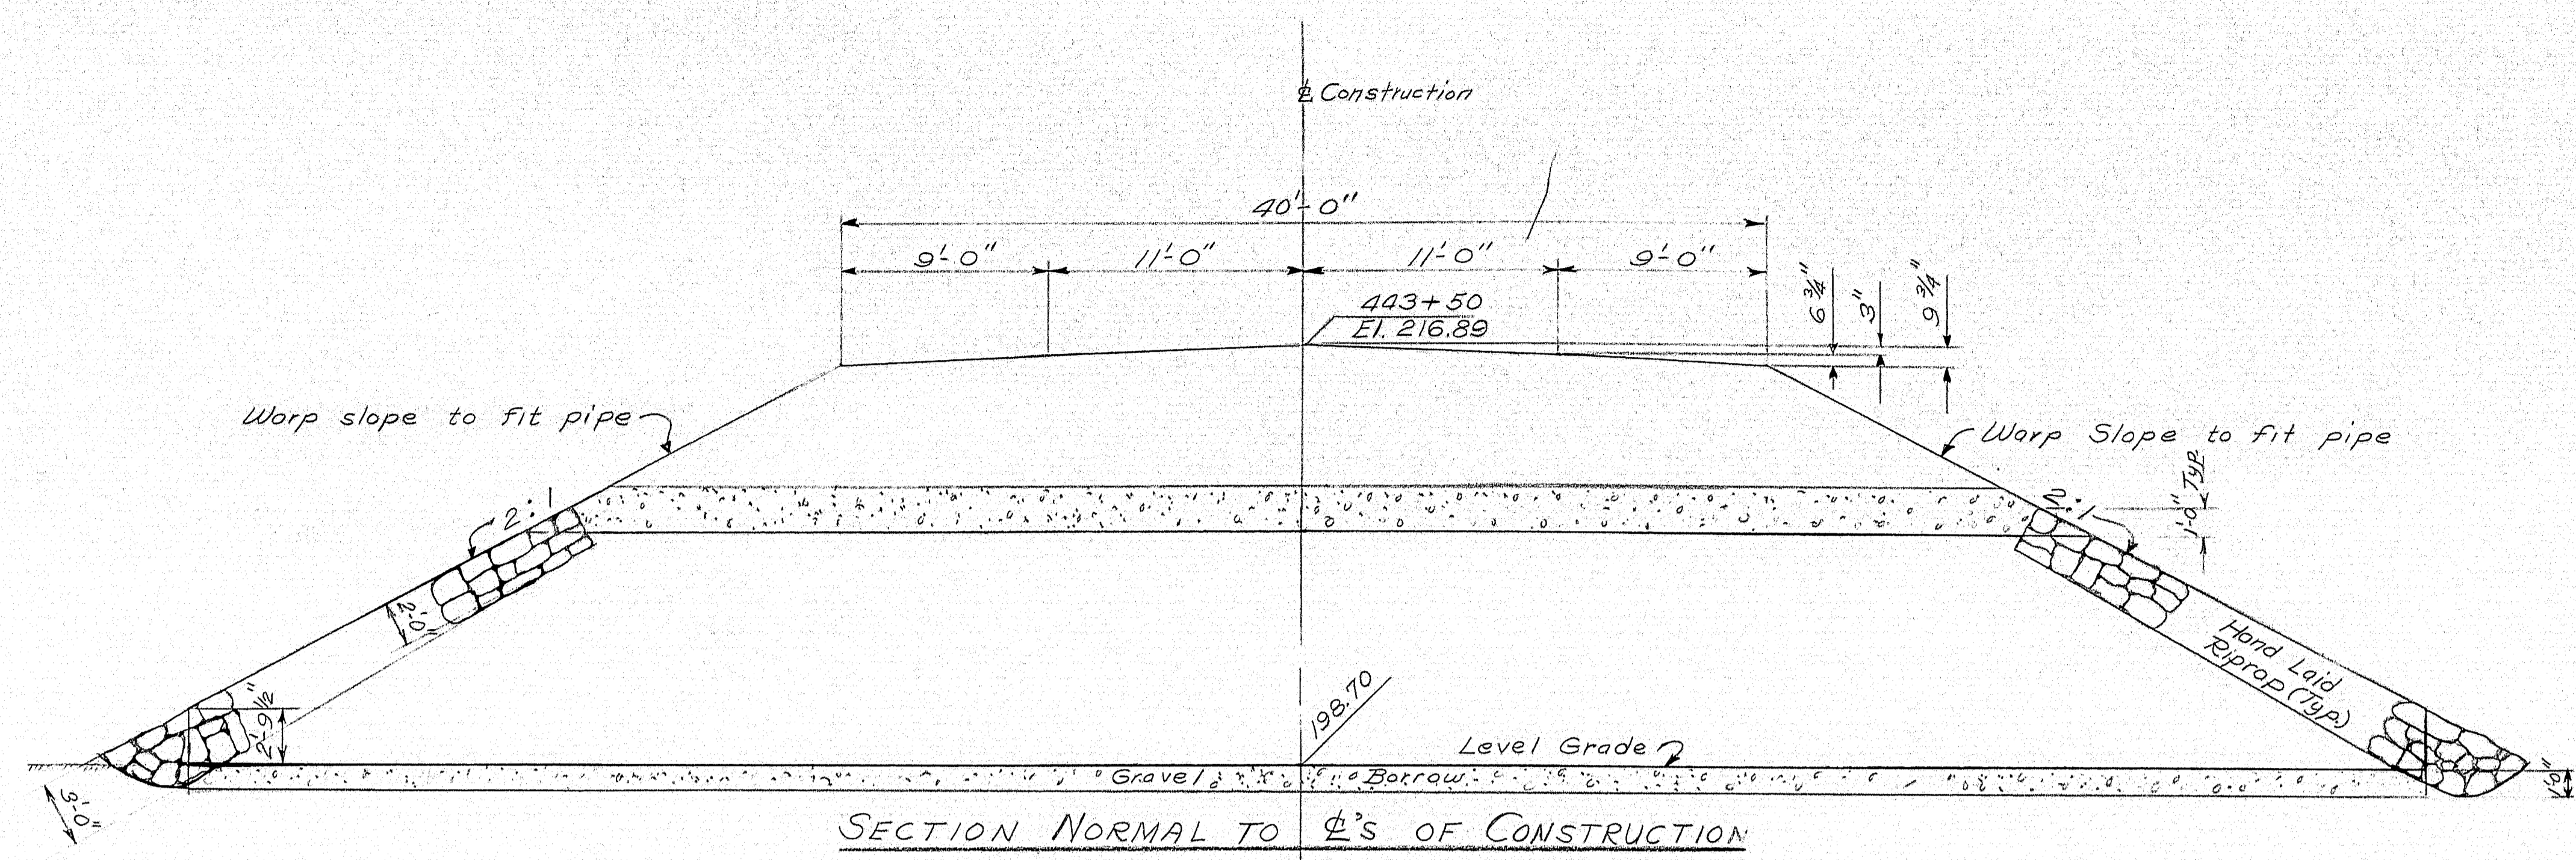 ℄ Construction
40'-0"
9'-0" 11'-0" 11'-0" 9'-0"
6 3/4" 3" 9 3/4"
443+50
El. 216.89
Warp slope to fit pipe
Warp Slope to fit pipe
2:1
2:1
1'-0" Typ
2'-0"
Hand Laid
Riprap (Typ.)
2'-9 1/2"
198.70
Level Grade
Gravel Borrow
3'-0"
1'-0"
SECTION NORMAL TO ℄'S OF CONSTRUCTION